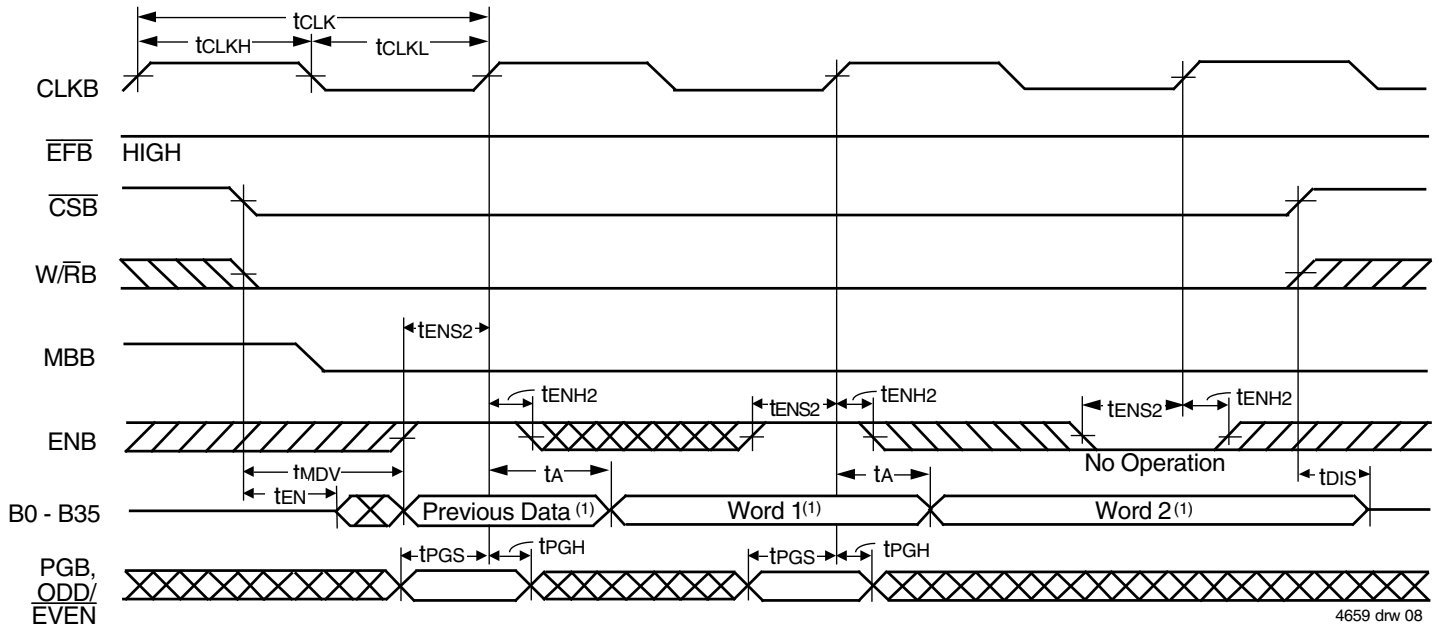 tCLK
tCLKH tCLKL
CLKB
EFB HIGH
CSB
W/RB
tENS2
MBB
tENH2 tENS2 tENH2 tENS2 tENH2
ENB
No Operation
tMDV tA tA tDIS
tEN
B0 - B35 Previous Data (1) Word 1(1) Word 2(1)
tPGS tPGH tPGS tPGH
PGB,
ODD/
EVEN
4659 drw 08